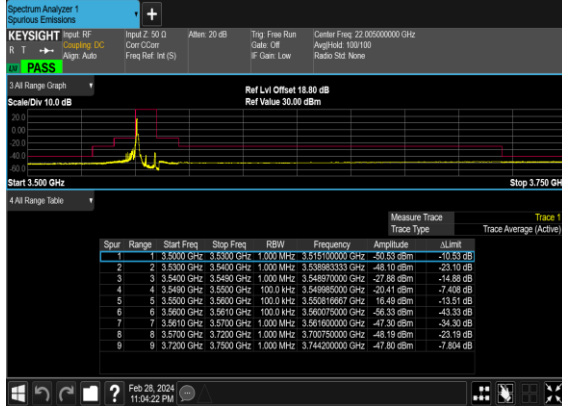 Spectrum Analyzer 1
Spurious Emissions
+
KEYSIGHT Input: RF Input Z: 50 Ω Atten: 20 dB Trig: Free Run Center Freq: 22.005000000 GHz
R T Coupling: DC Corr CCorr Gate: Off Avg|Hold: 100/100
Align: Auto Freq Ref: Int (S) IF Gain: Low Radio Std: None
PASS
3 All Range Graph
Ref Lvl Offset 18.80 dB
Scale/Div 10.0 dB Ref Value 30.00 dBm
20.0
0.00
-20.0
-40.0
-60.0
Start 3.500 GHz Stop 3.750 GH
4 All Range Table
Measure Trace Trace 1
Trace Type Trace Average (Active)
Spur Range Start Freq Stop Freq RBW Frequency Amplitude ΔLimit
1 1 3.5000 GHz 3.5300 GHz 1.000 MHz 3.515100000 GHz -50.53 dBm -10.53 dB
2 2 3.5300 GHz 3.5400 GHz 1.000 MHz 3.538983333 GHz -48.10 dBm -23.10 dB
3 3 3.5400 GHz 3.5490 GHz 1.000 MHz 3.548970000 GHz -27.88 dBm -14.88 dB
4 4 3.5490 GHz 3.5500 GHz 100.0 kHz 3.549985000 GHz -20.41 dBm -7.408 dB
5 5 3.5500 GHz 3.5600 GHz 100.0 kHz 3.550816667 GHz 16.49 dBm -13.51 dB
6 6 3.5600 GHz 3.5610 GHz 100.0 kHz 3.560075000 GHz -56.33 dBm -43.33 dB
7 7 3.5610 GHz 3.5700 GHz 1.000 MHz 3.561600000 GHz -47.30 dBm -34.30 dB
8 8 3.5700 GHz 3.7200 GHz 1.000 MHz 3.700750000 GHz -48.19 dBm -23.19 dB
9 9 3.7200 GHz 3.7500 GHz 1.000 MHz 3.744200000 GHz -47.80 dBm -7.804 dB
? Feb 28, 2024
11:04:22 PM